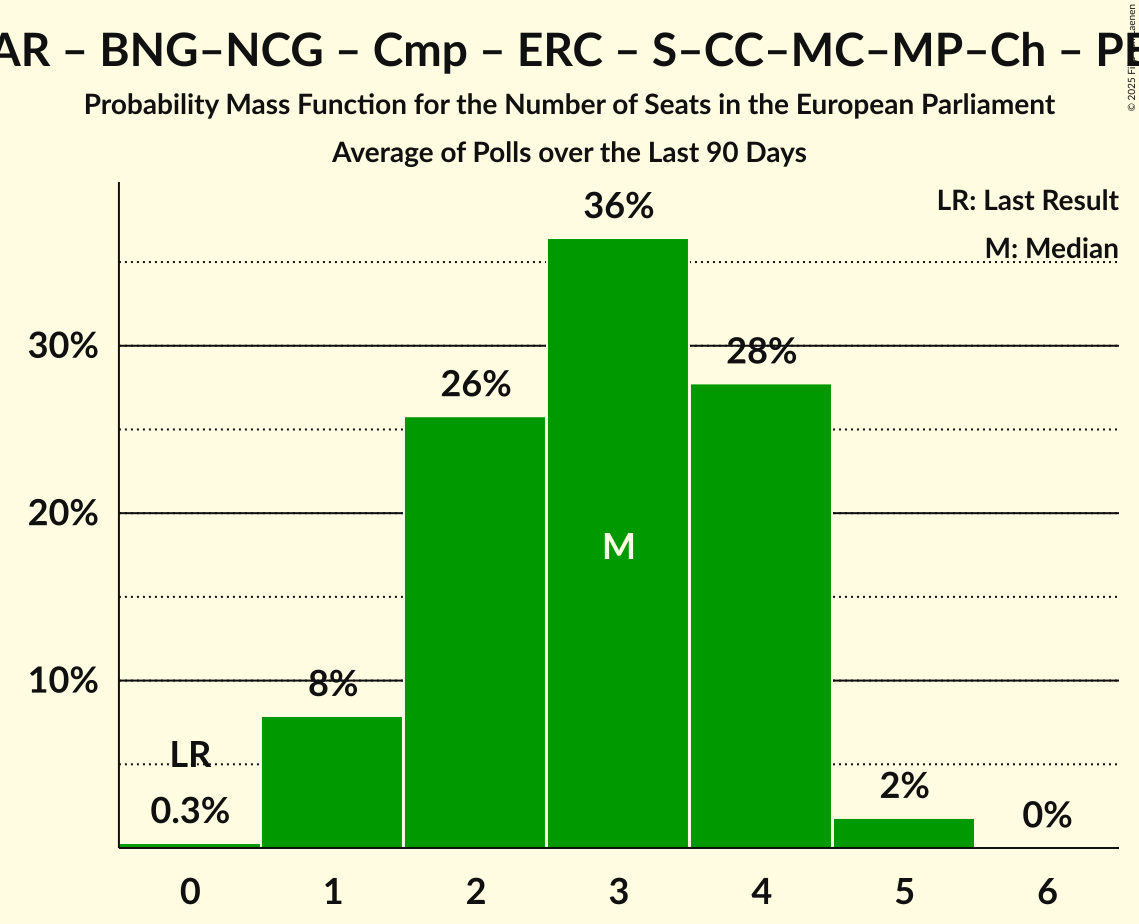 AR – BNG–NCG – Cmp – ERC – S–CC–MC–MP–Ch –
Probability Mass Function for the Number of Seats in the European Parliament
Average of Polls over the Last 90 Days
© 2025
LR: Last Result
M: Median
36%
30%
28%
26%
20%
M
10%
8%
LR
0.3%
2%
0%
0 1 2 3 4 5 6